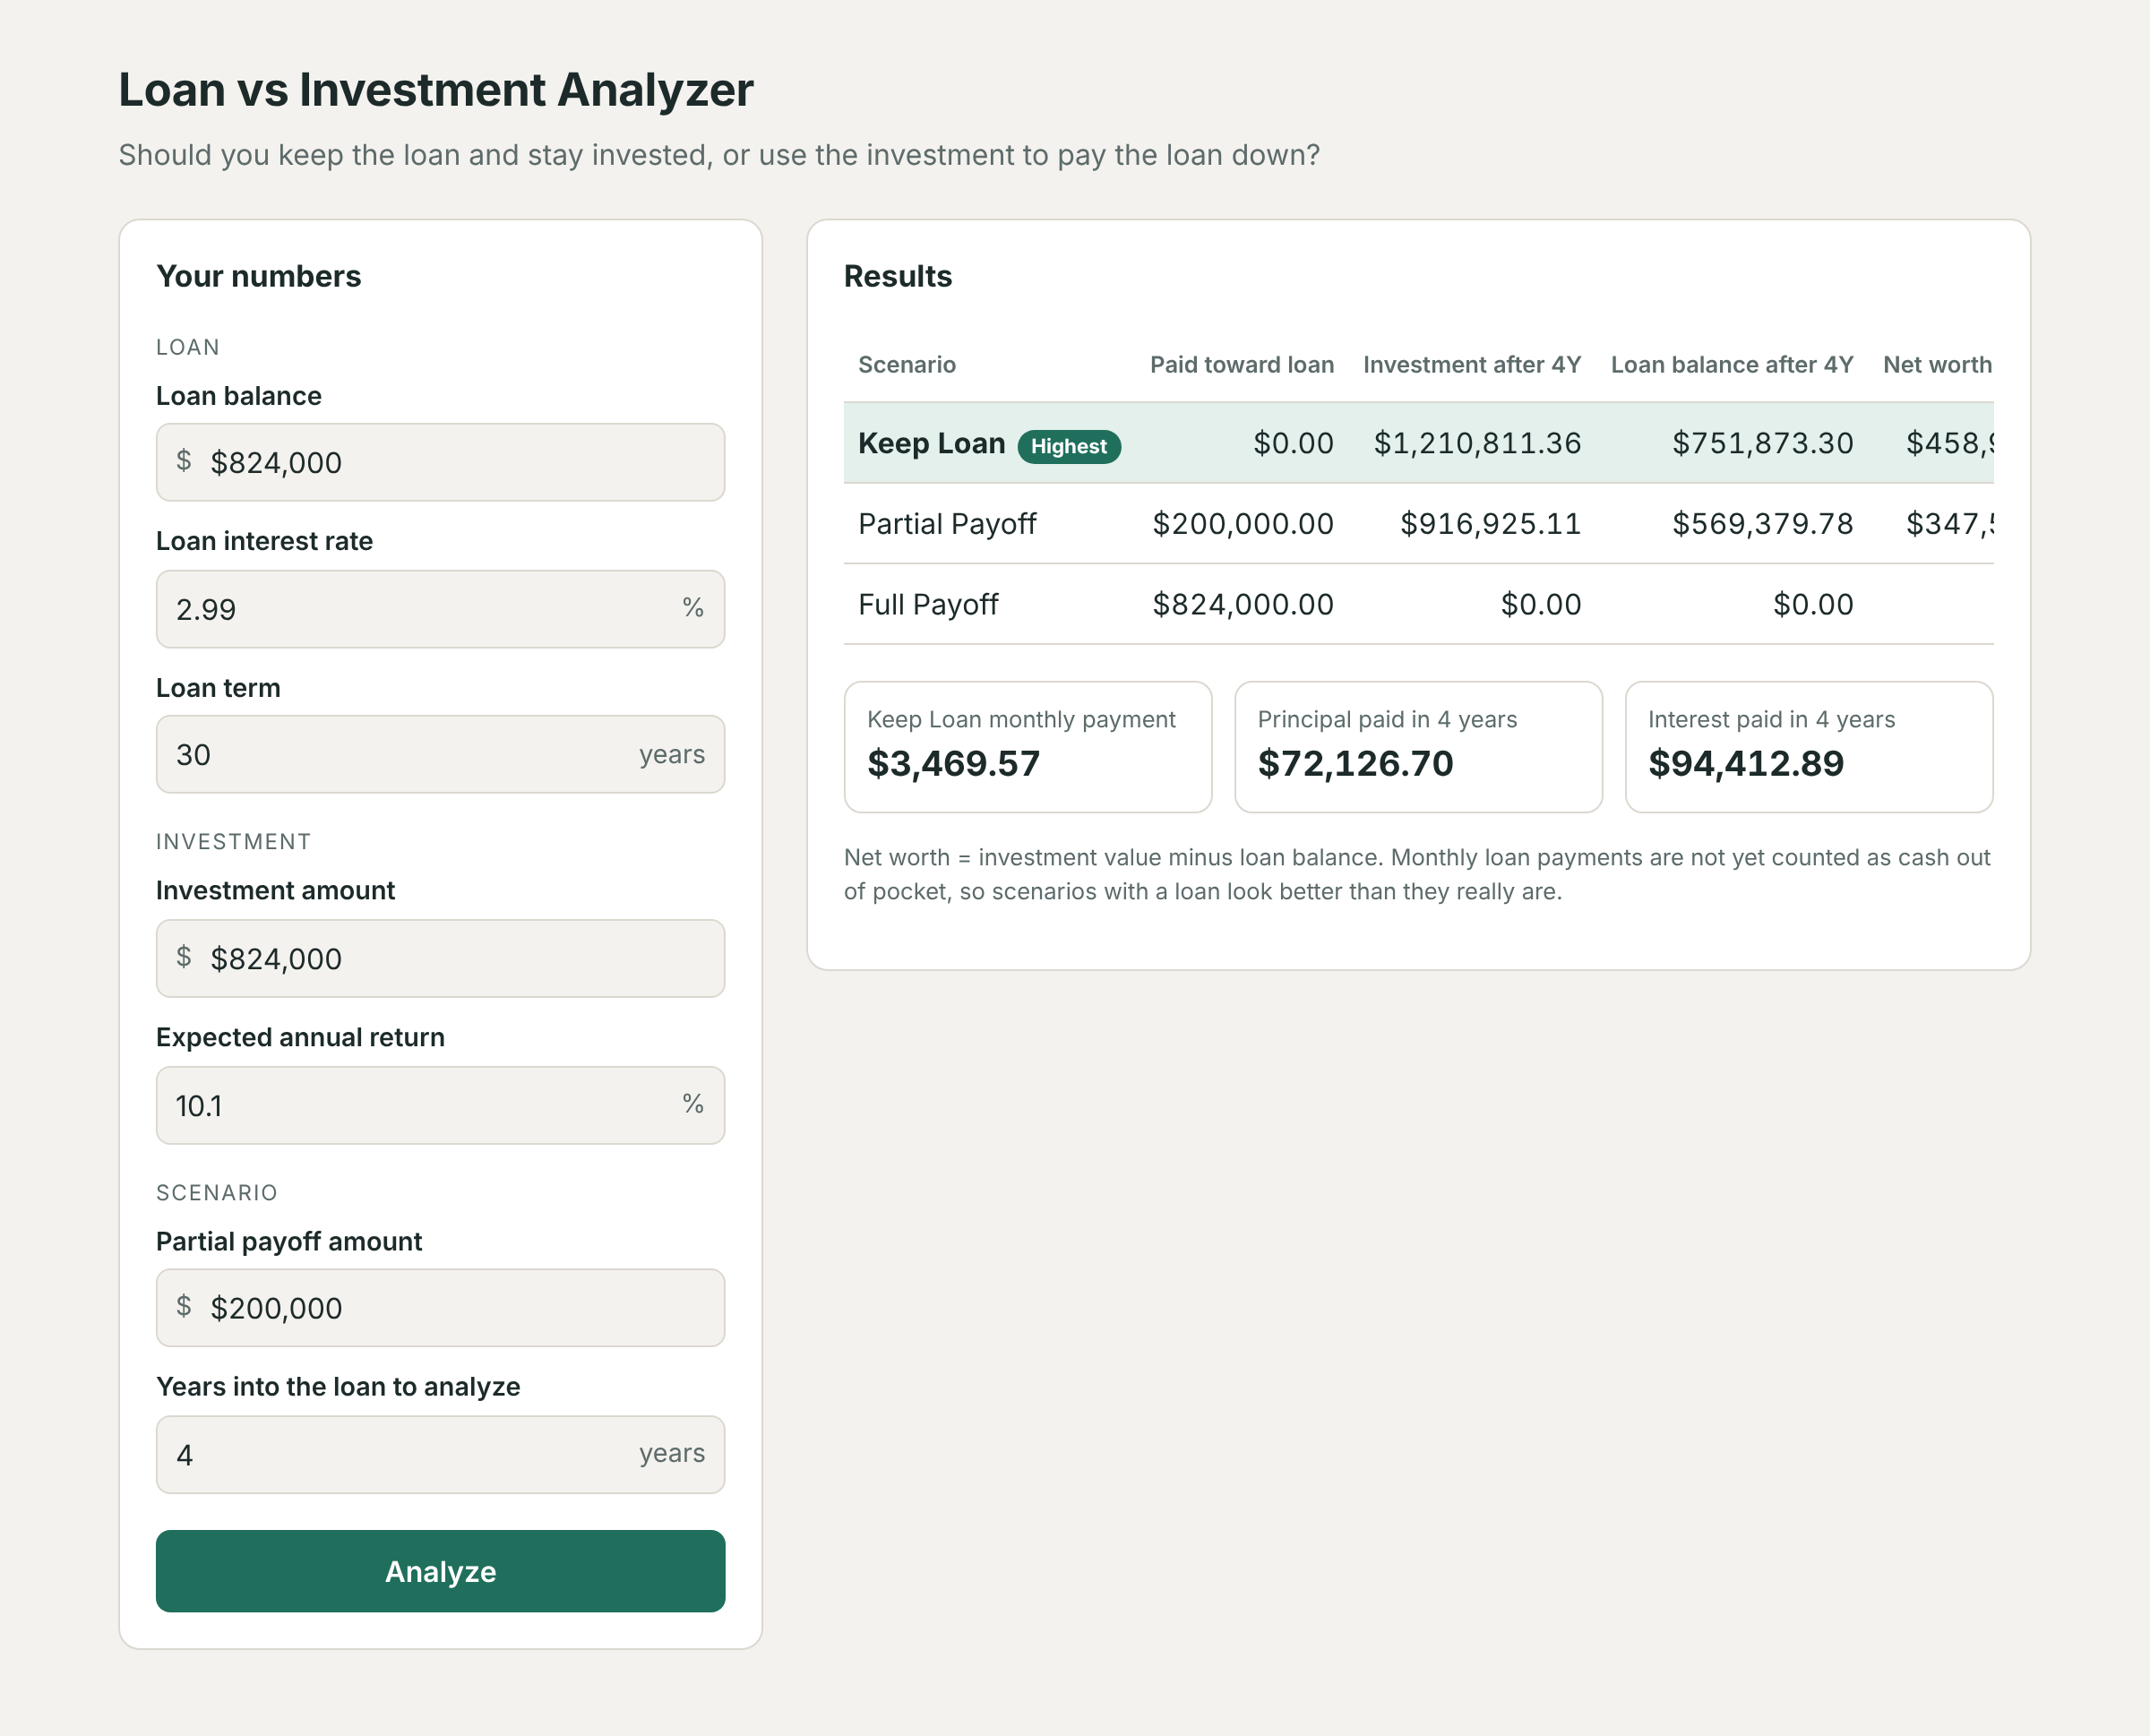 Loan vs Investment Analyzer
Should you keep the loan and stay invested, or use the investment to pay the loan down?
Your numbers
LOAN
Loan balance
$ $824,000
Loan interest rate
2.99 %
Loan term
30 years
INVESTMENT
Investment amount
$ $824,000
Expected annual return
10.1 %
SCENARIO
Partial payoff amount
$ $200,000
Years into the loan to analyze
4 years
Analyze
Results
Scenario Paid toward loan Investment after 4Y Loan balance after 4Y Net worth
Keep Loan Highest $0.00 $1,210,811.36 $751,873.30 $458,9
Partial Payoff $200,000.00 $916,925.11 $569,379.78 $347,5
Full Payoff $824,000.00 $0.00 $0.00
Keep Loan monthly payment
$3,469.57
Principal paid in 4 years
$72,126.70
Interest paid in 4 years
$94,412.89
Net worth = investment value minus loan balance. Monthly loan payments are not yet counted as cash out
of pocket, so scenarios with a loan look better than they really are.